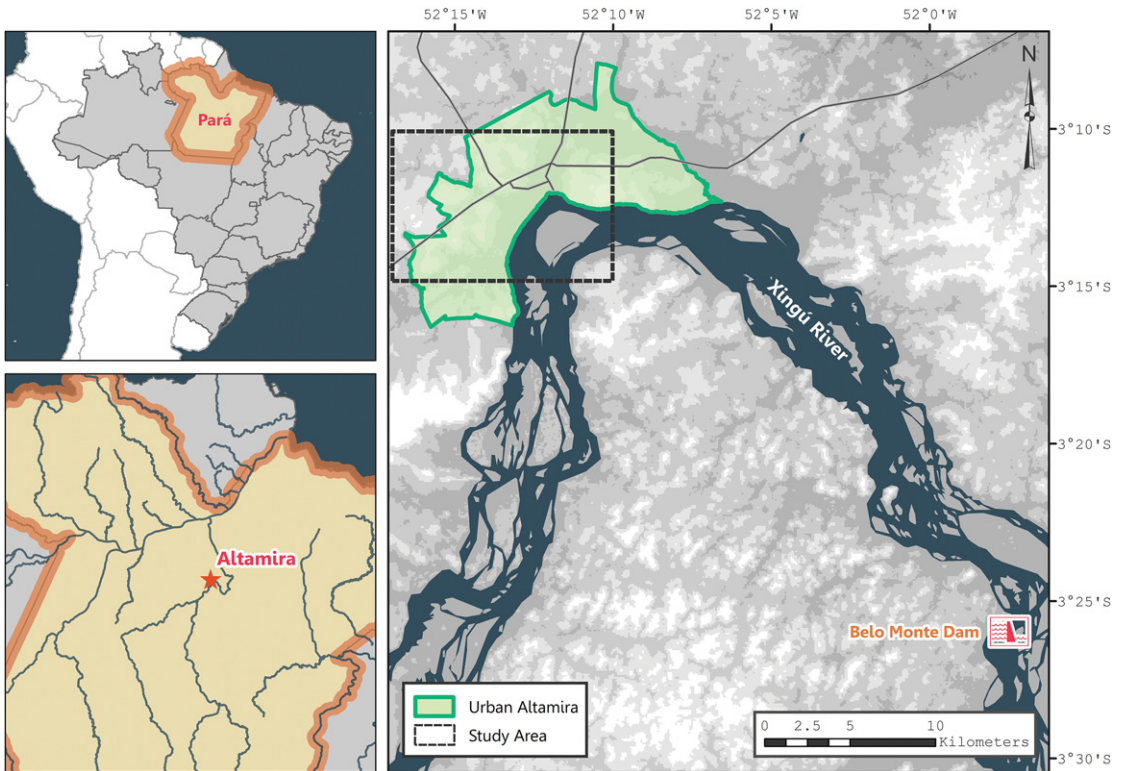 Pará
Altamira
52°15'W
52°10'W
52°5'W
52°0'W
N
3°10'S
3°15'S
3°20'S
3°25'S
3°30'S
Xingú River
Belo Monte Dam
Urban Altamira
Study Area
0 2.5 5 10
Kilometers